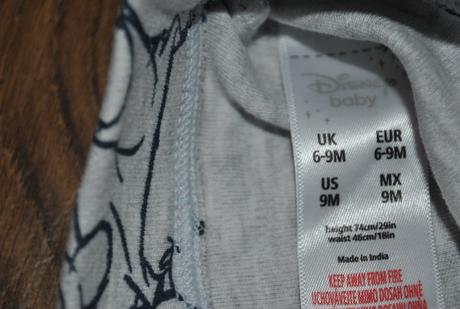 Disney
baby
UK EUR
6-9M 6-9M
US MX
9M 9M
height 74cm/29in
waist 46cm/18in
Made in India
KEEP AWAY FROM FIRE
UCHOVÁVEJTE MIMO DOSAH OHNĚ